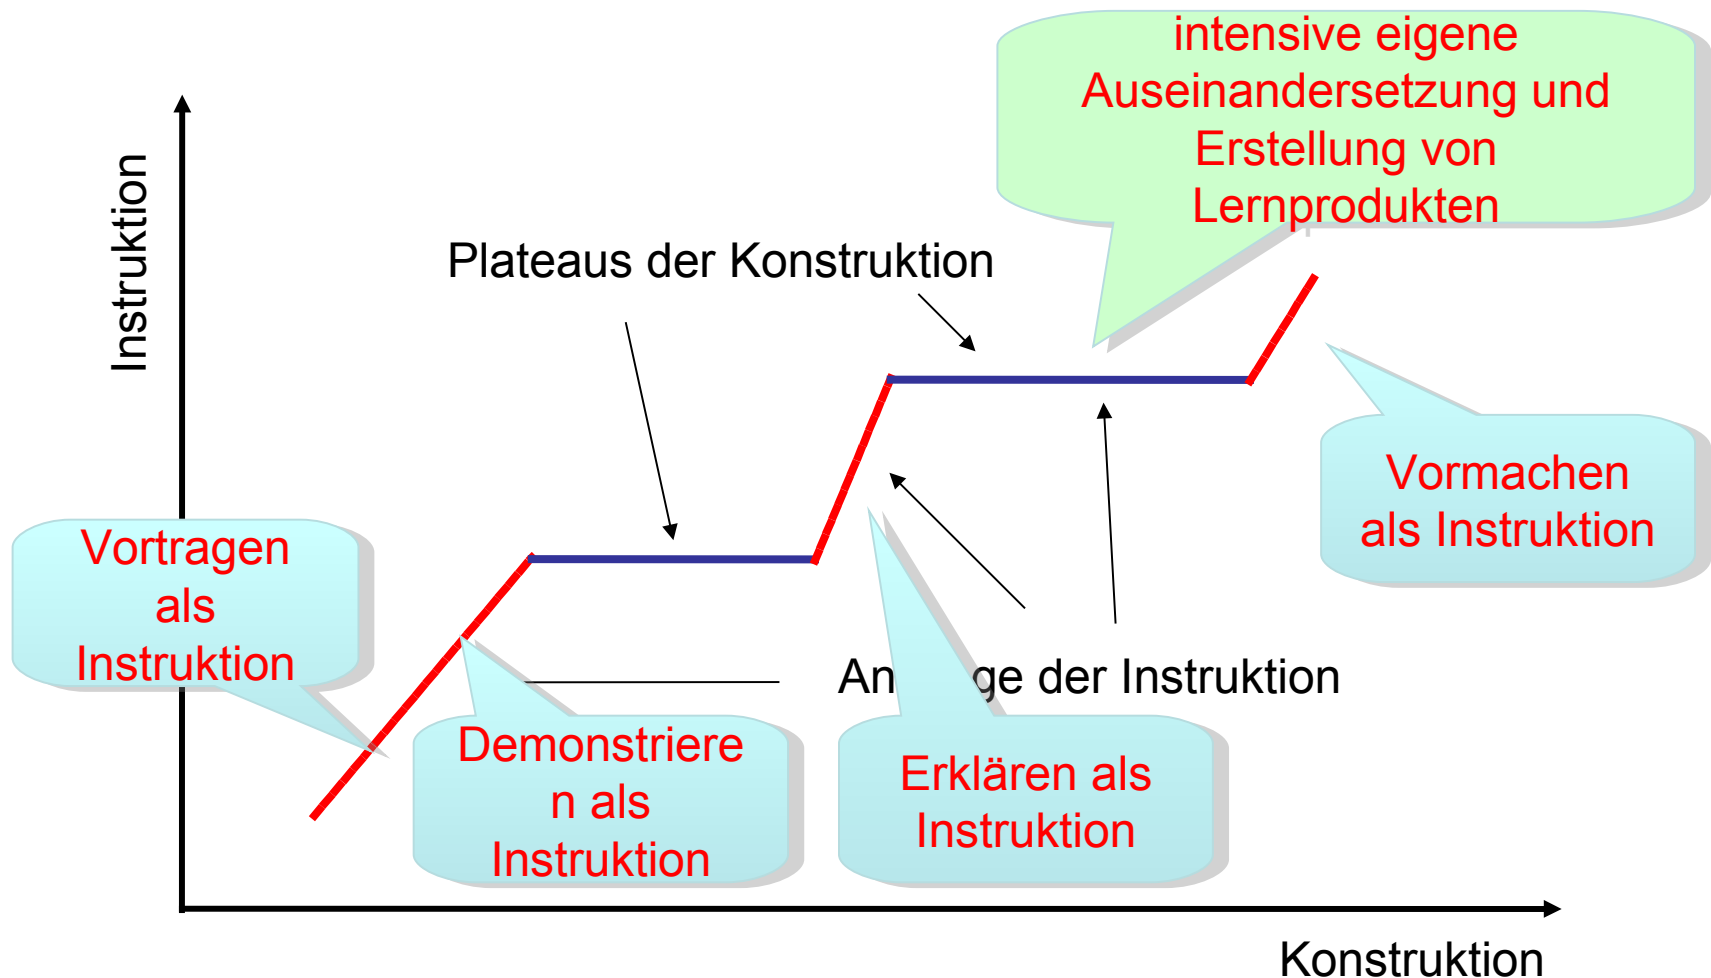 intensive eigene
Auseinandersetzung und
Erstellung von
Lernprodukten
Instruktion
Plateaus der Konstruktion
Vormachen
als Instruktion
Vortragen
als
Instruktion
An ge der Instruktion
Demonstriere
n als
Instruktion
Erklären als
Instruktion
Konstruktion